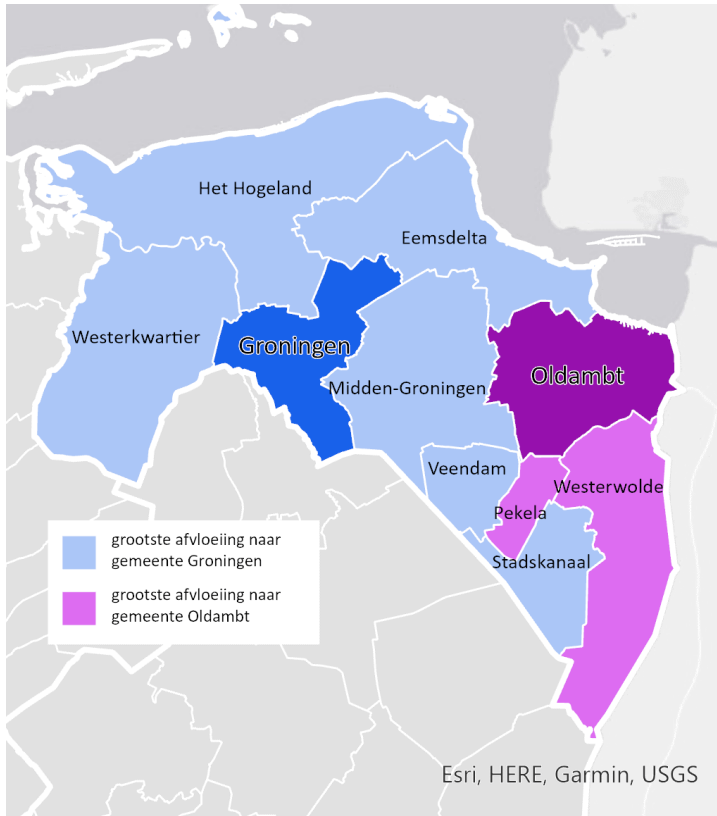 Het Hogeland
Eemsdelta
Westerkwartier
Groningen
Oldambt
Midden-Groningen
Veendam
Westerwolde
Pekela
Stadskanaal
grootste afvloeiing naar
gemeente Groningen
grootste afvloeiing naar
gemeente Oldambt
Esri, HERE, Garmin, USGS